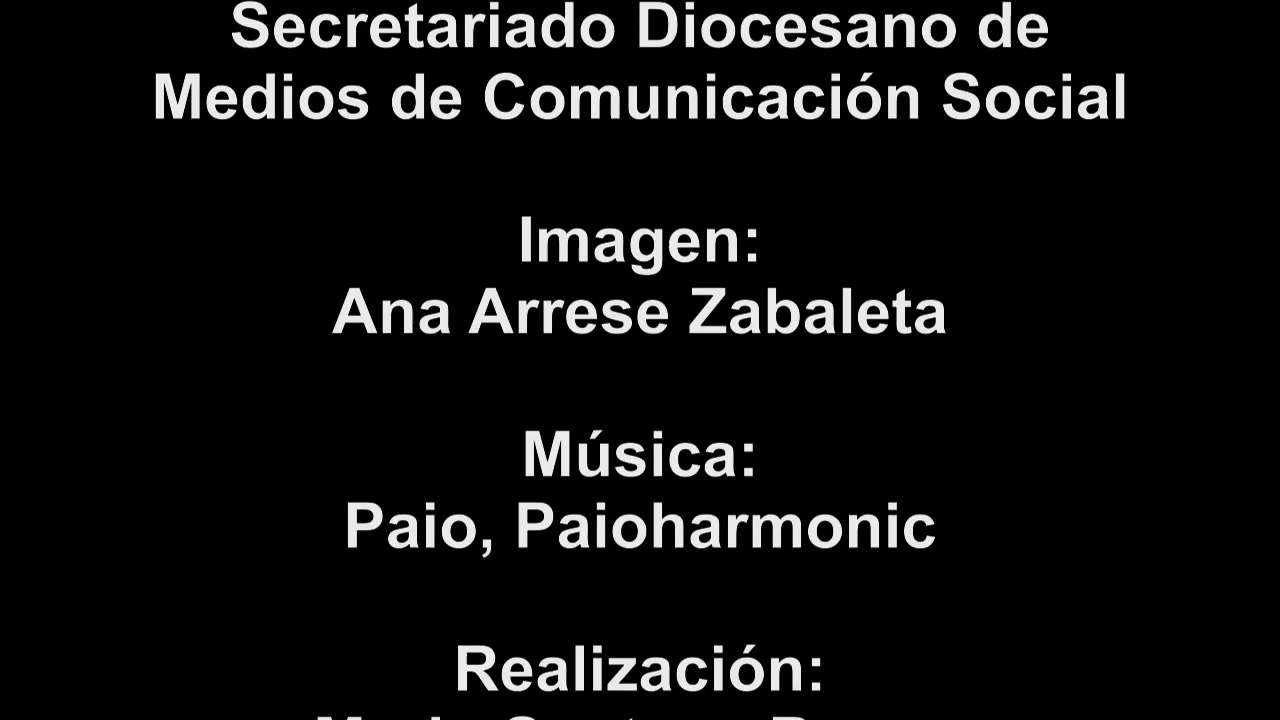 Secretariado Diocesano de
Medios de Comunicación Social
Imagen:
Ana Arrese Zabaleta
Música:
Paio, Paioharmonic
Realización: